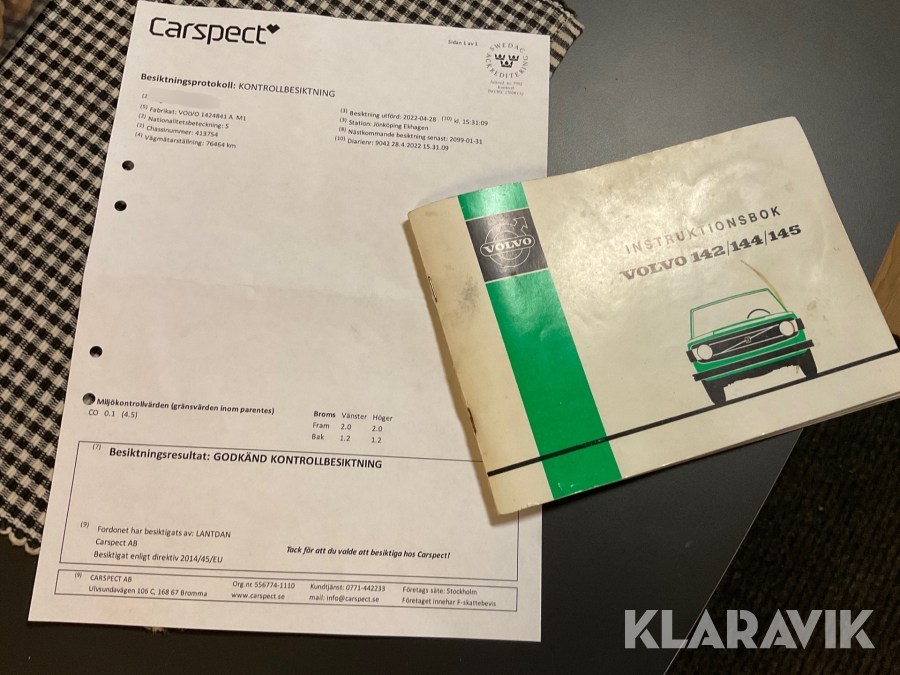 Carspect
Siden 1 av 1
SWEDAC
ACKREDITERING
Besiktningsprotokoll: KONTROLLBESIKTNING
(2
(5) Fabrikat: VOLVO 1424841 A M1
(2) Nationalitetsbeteckning: S
(1) Chassinummer: 413754
(4) Vägmätarställning: 76464 km
(3) Besiktning utförd: 2022-04-28 (10) kl. 15:31:09
(3) Station: Jönköping Ekhagen
(8) Nästkommande besiktning senast: 2099-01-31
(10) Diarienr: 9042 28.4.2022 15.31.09
Miljökontrollvärden (gränsvärden inom parentes)
CO 0.1 (4.5)
Broms Vänster Höger
Fram 2.0 2.0
Bak 1.2 1.2
(7) Besiktningsresultat: GODKÄND KONTROLLBESIKTNING
(9) Fordonet har besiktigats av: LANTDAN
Carspect AB
Besiktigat enligt direktiv 2014/45/EU
Tack för att du valde att besiktiga hos Carspect!
(9) CARSPECT AB
Ulvsundavägen 106 C, 168 67 Bromma
Org.nr 556774-1110
www.carspect.se
Kundtjänst: 0771-442233
mail: info@carspect.se
Företags säte: Stockholm
Företaget innehar F-skattebevis
VOLVO
INSTRUKTIONSBOK
VOLVO 142/144/145
KLARAVIK